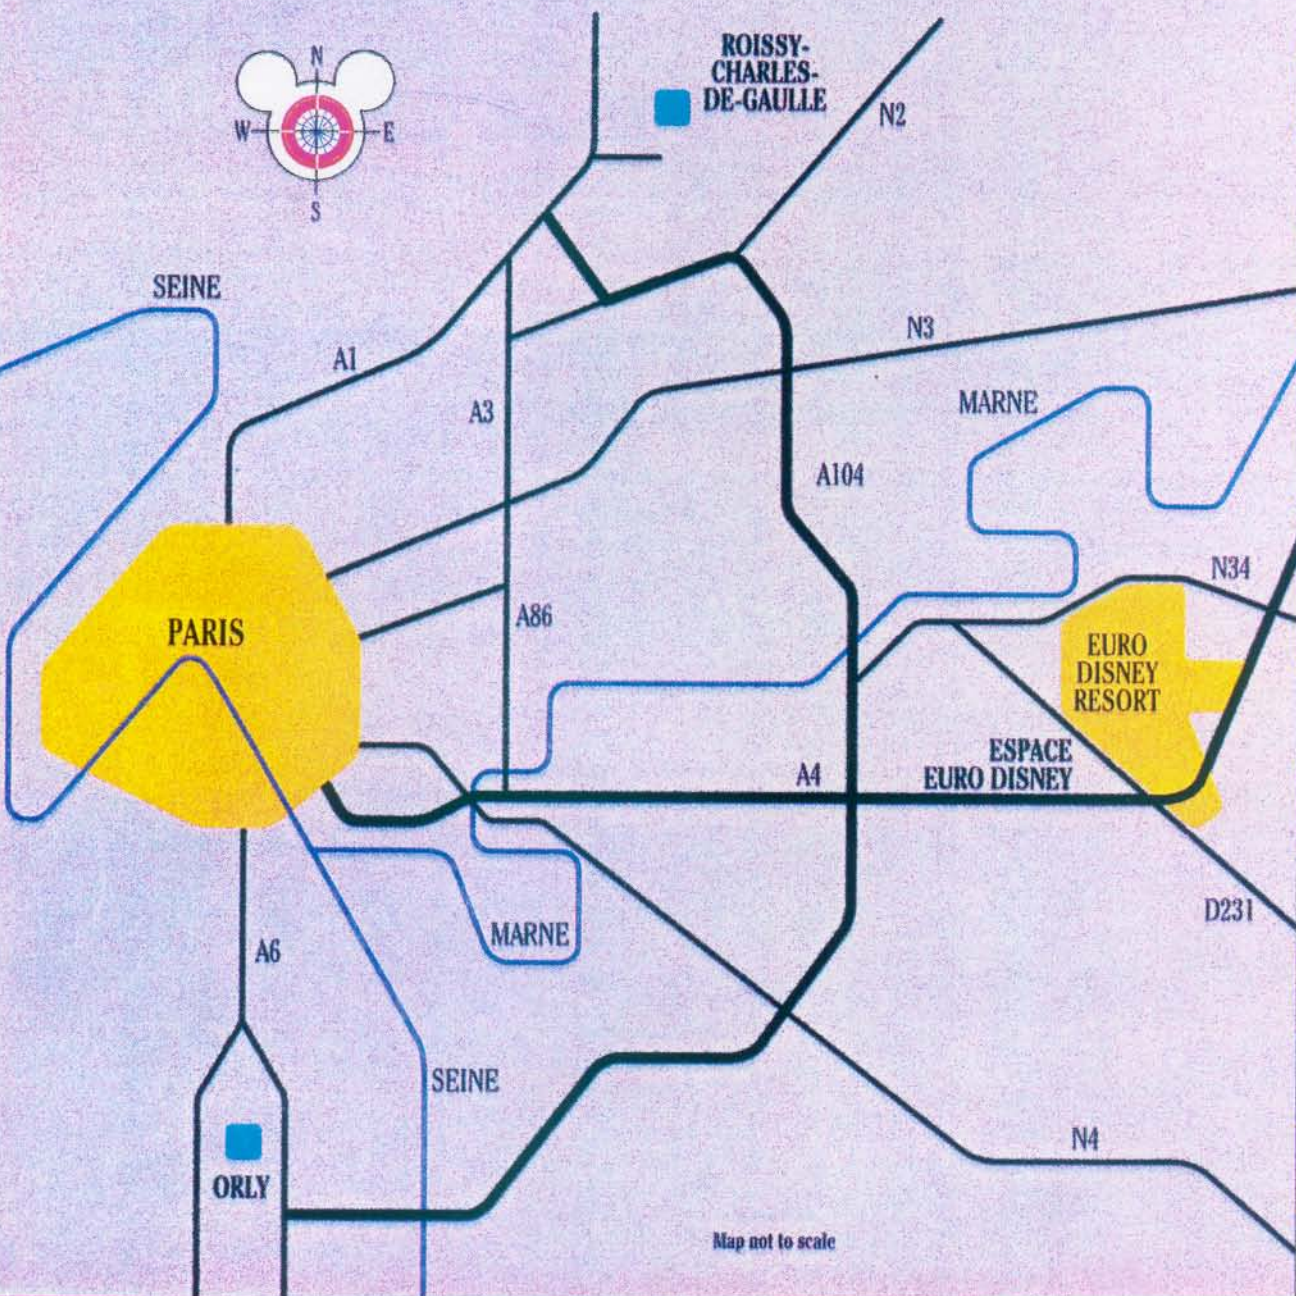 ROISSY-
CHARLES-
DE-GAULLE
N
W
E
S
N2
SEINE
N3
A1
A3
MARNE
A104
N34
A86
PARIS
EURO
DISNEY
RESORT
ESPACE
EURO DISNEY
A4
D231
MARNE
A6
SEINE
N4
ORLY
Map not to scale